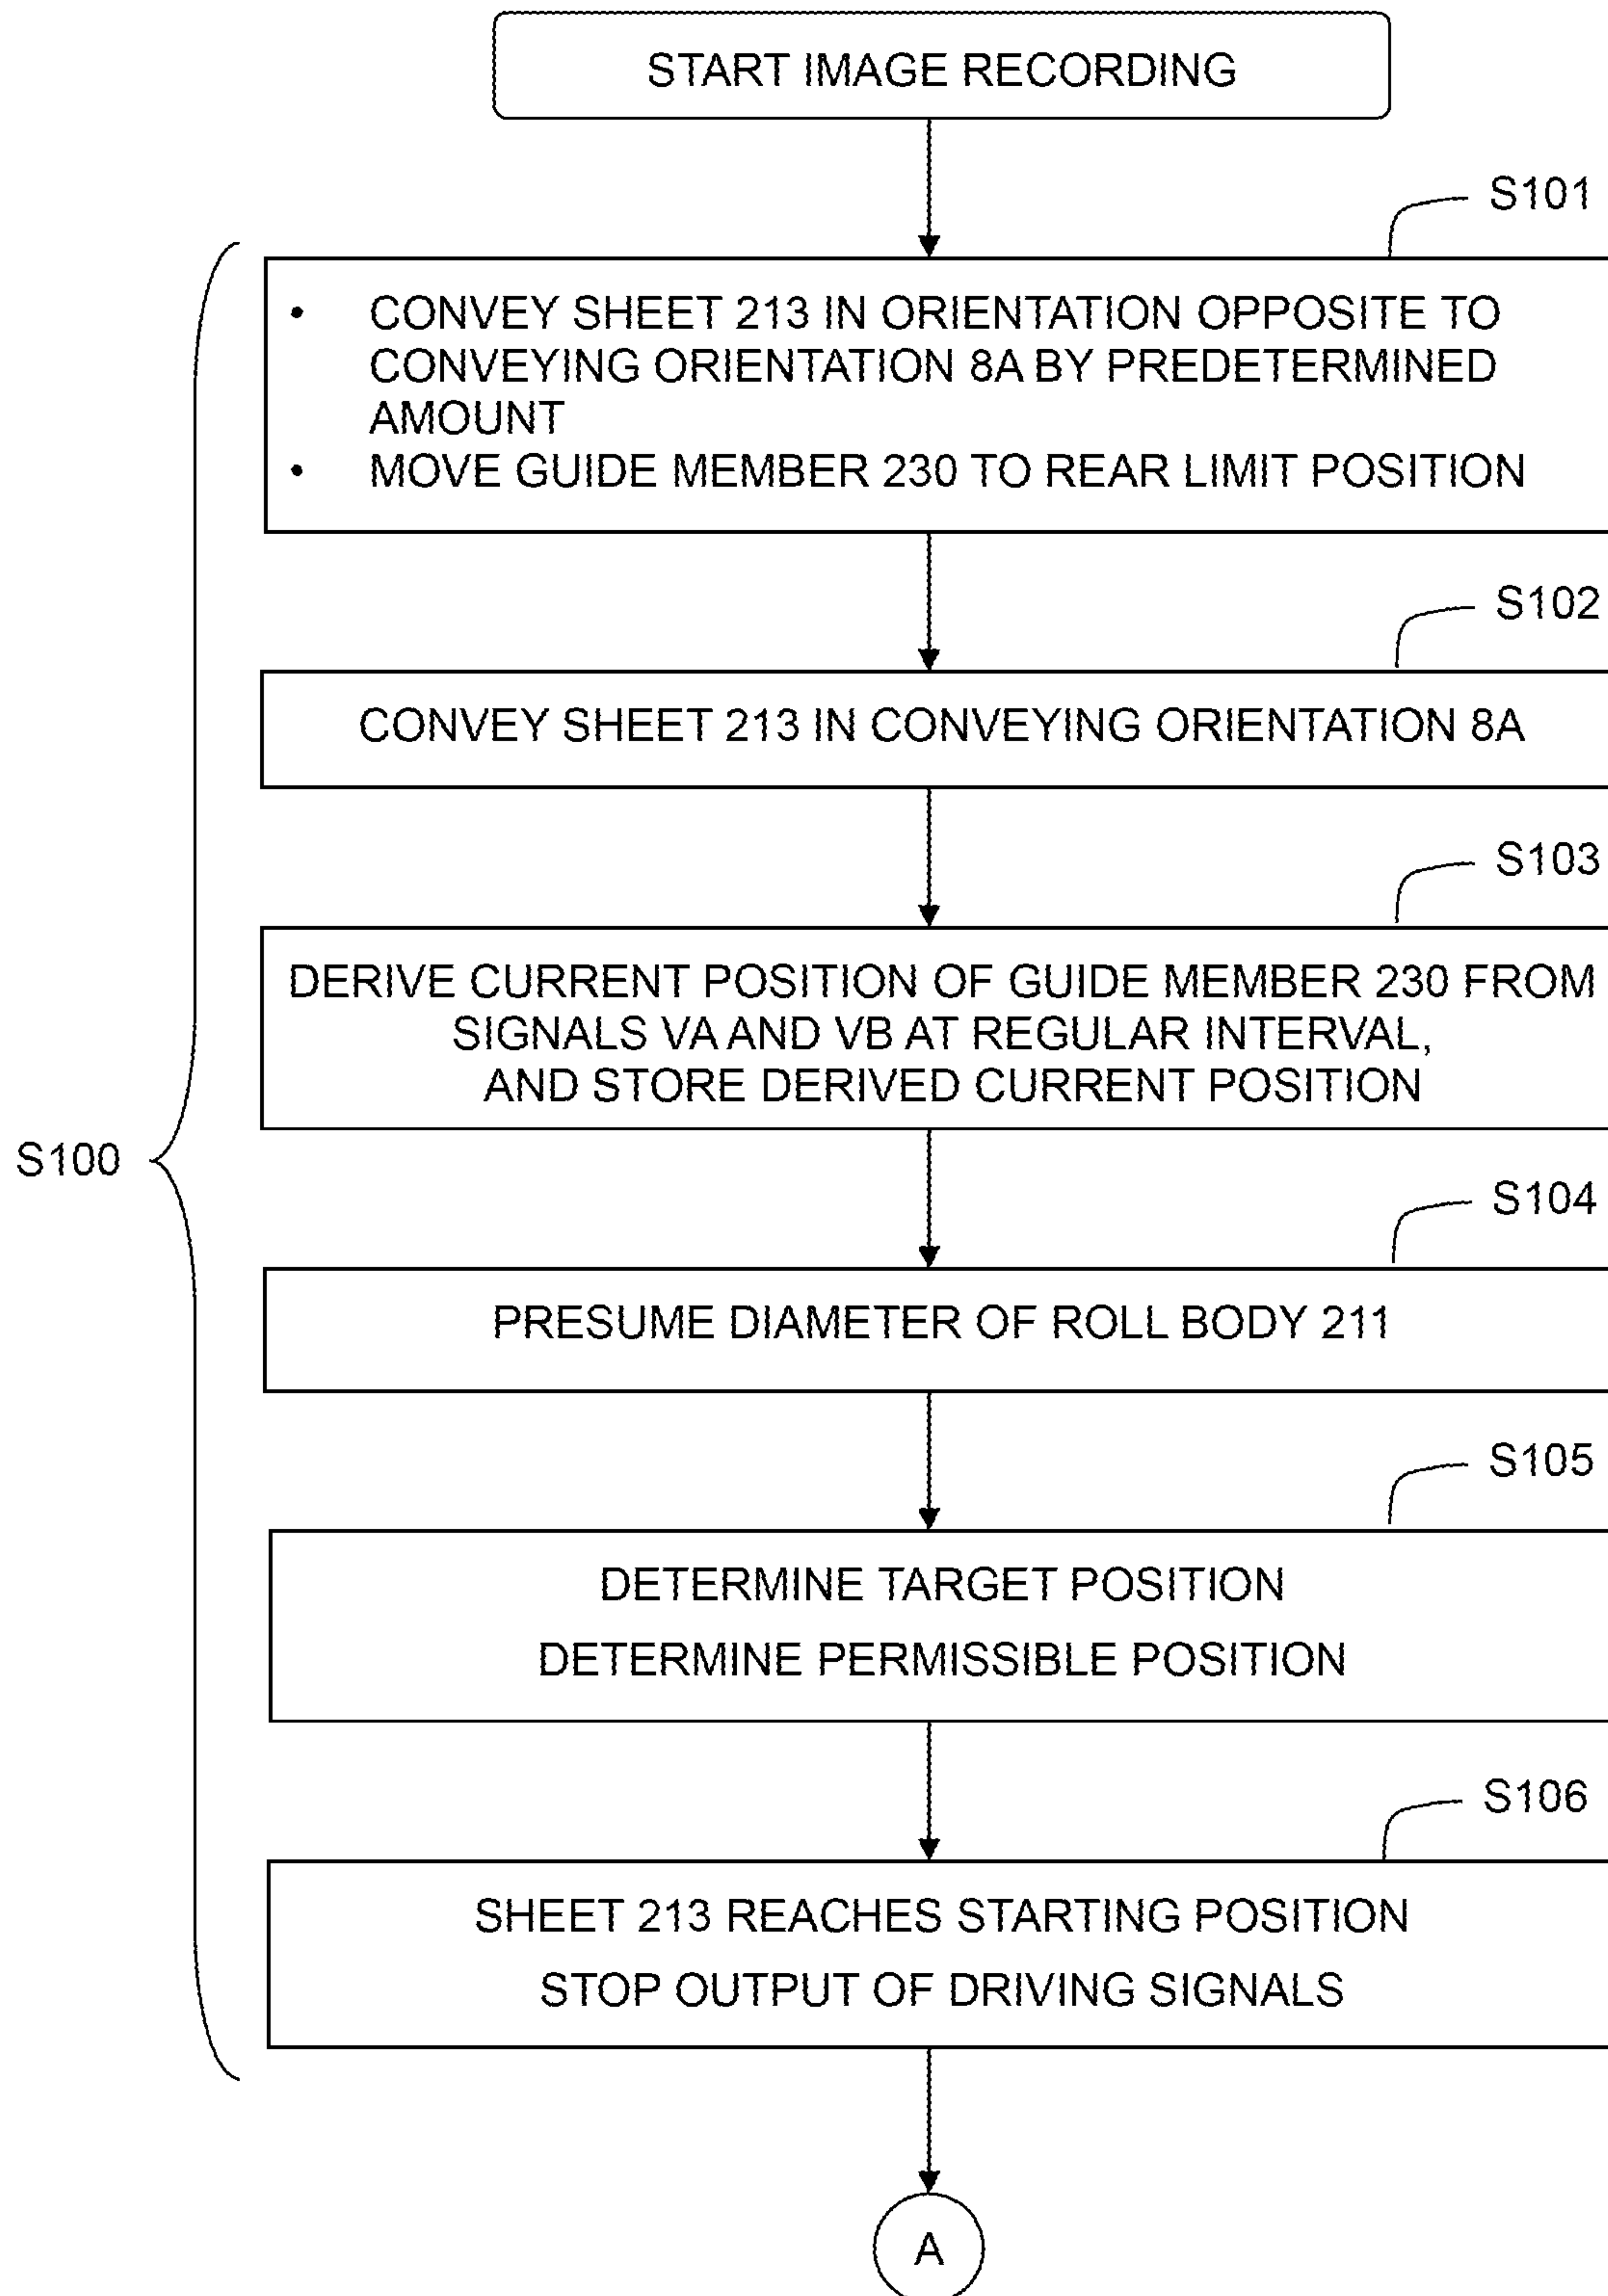 START IMAGE RECORDING
S101
• CONVEY SHEET 213 IN ORIENTATION OPPOSITE TO
CONVEYING ORIENTATION 8A BY PREDETERMINED
AMOUNT
• MOVE GUIDE MEMBER 230 TO REAR LIMIT POSITION
S102
CONVEY SHEET 213 IN CONVEYING ORIENTATION 8A
S103
DERIVE CURRENT POSITION OF GUIDE MEMBER 230 FROM
SIGNALS VA AND VB AT REGULAR INTERVAL,
AND STORE DERIVED CURRENT POSITION
S100
S104
PRESUME DIAMETER OF ROLL BODY 211
S105
DETERMINE TARGET POSITION
DETERMINE PERMISSIBLE POSITION
S106
SHEET 213 REACHES STARTING POSITION
STOP OUTPUT OF DRIVING SIGNALS
A